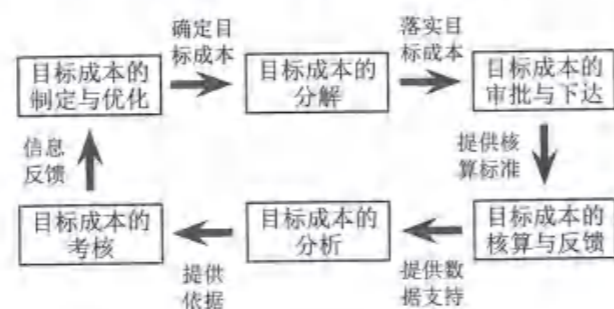 确定目
标成本
落实目
标成本
目标成本的
制定与优化
目标成本的
分解
目标成本的
审批与下达
信息
反馈
提供核
算标准
目标成本的
考核
目标成本的
分析
目标成本的
核算与反馈
提供
依据
提供数
据支持